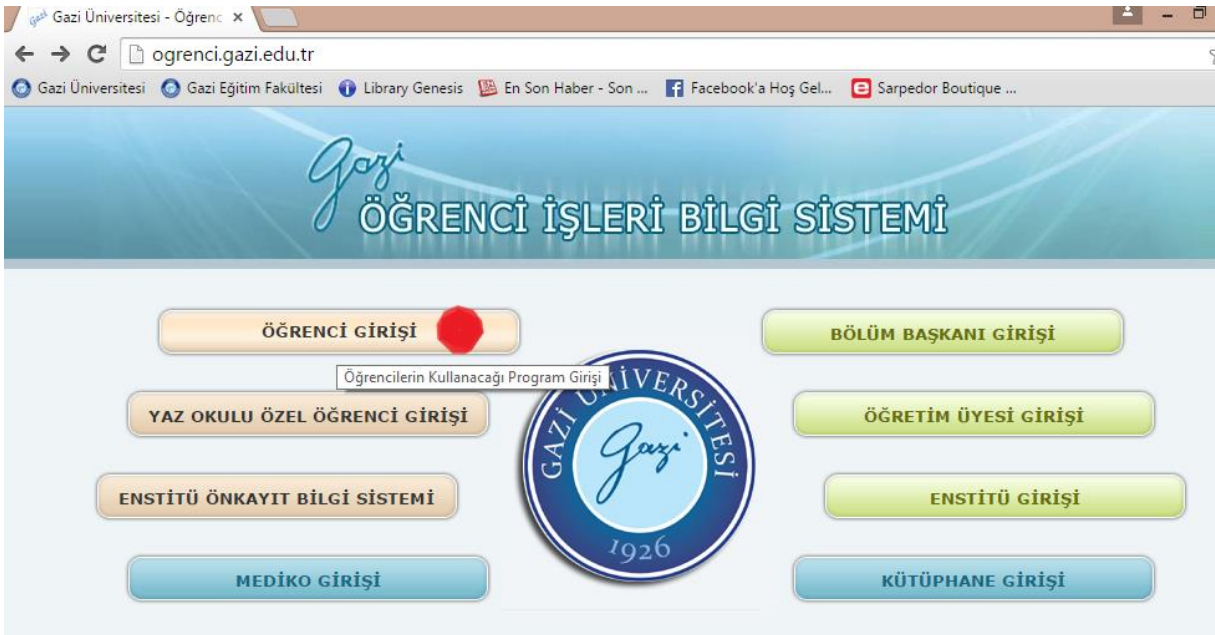 Gazi Gazi Üniversitesi - Öğrenc
ogrenci.gazi.edu.tr
Gazi Üniversitesi Gazi Eğitim Fakültesi Library Genesis En Son Haber - Son ... Facebook'a Hoş Gel... Sarpedor Boutique ...
Gazi
ÖĞRENCİ İŞLERİ BİLGİ SİSTEMİ
ÖĞRENCİ GİRİŞİ
BÖLÜM BAŞKANI GİRİŞİ
Öğrencilerin Kullanacağı Program Girişi
YAZ OKULU ÖZEL ÖĞRENCİ GİRİŞİ
ÖĞRETİM ÜYESİ GİRİŞİ
GAZİ ÜNİVERSİTESİ
Gazi
1926
ENSTİTÜ ÖNKAYIT BİLGİ SİSTEMİ
ENSTİTÜ GİRİŞİ
MEDİKO GİRİŞİ
KÜTÜPHANE GİRİŞİ